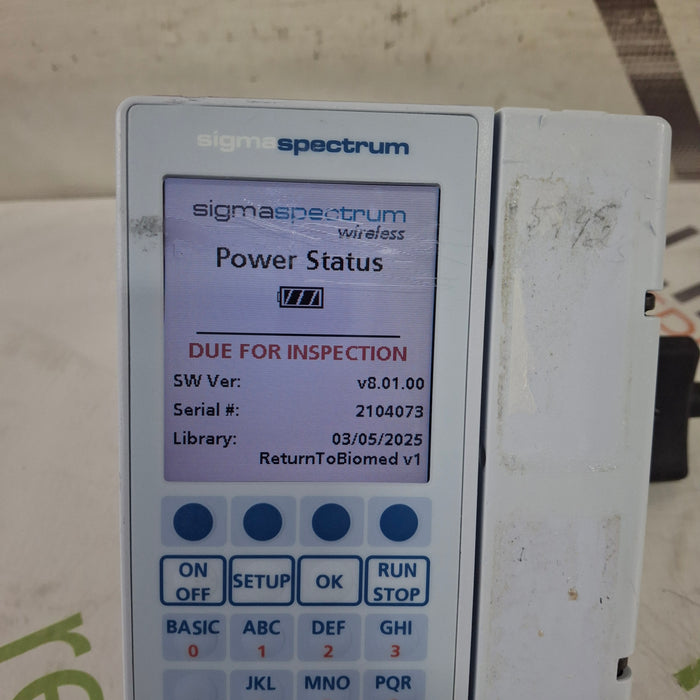 sigmaspectrum
sigmaspectrum
wireless
Power Status
DUE FOR INSPECTION
SW Ver: v8.01.00
Serial #: 2104073
Library: 03/05/2025
ReturnToBiomed v1
ON OFF SETUP OK RUN STOP
BASIC ABC DEF GHI
0 1 2 3
JKL MNO PQR